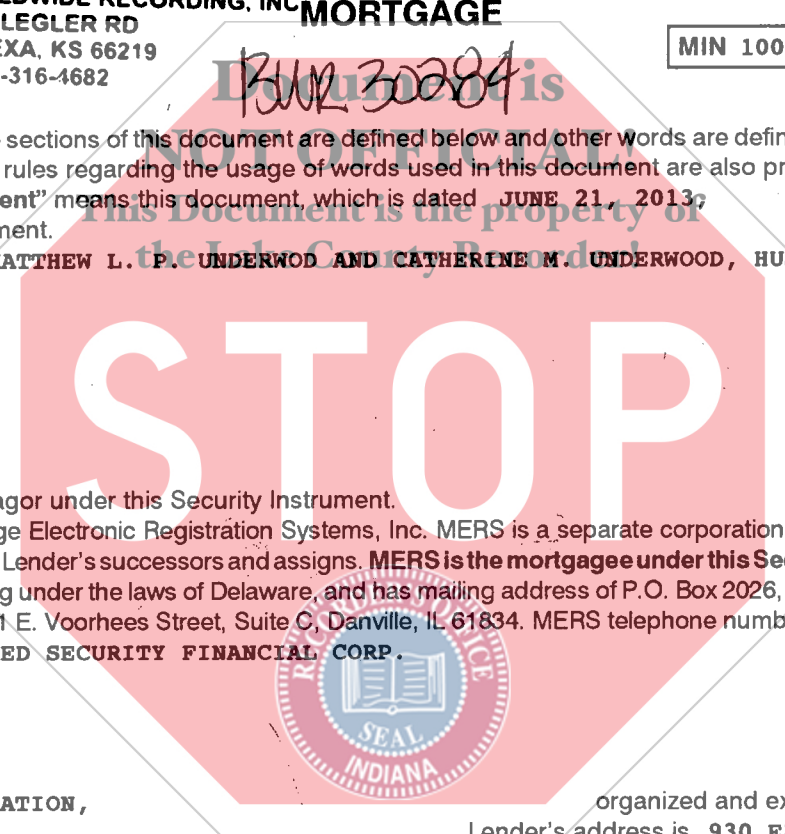 LDWIDE RECORDING, INC
LEGLER RD
EXA, KS 66219
-316-4682
MORTGAGE
MIN 100
BWR 30284
Document is
NOT OFFICIAL!
This Document is the property of
the Lake County Recorder!
sections of this document are defined below and other words are defin
rules regarding the usage of words used in this document are also pr
ent” means this document, which is dated JUNE 21, 2013,
ment.
ATTHEW L. P. UNDERWOD AND CATHERINE M. UNDERWOOD, HU
STOP
agor under this Security Instrument.
ge Electronic Registration Systems, Inc. MERS is a separate corporation
Lender's successors and assigns. MERS is the mortgagee under this Se
g under the laws of Delaware, and has mailing address of P.O. Box 2026,
1 E. Voorhees Street, Suite C, Danville, IL 61834. MERS telephone numb
ED SECURITY FINANCIAL CORP.
RECORDER'S OFFICE
SEAL
INDIANA
ATION,
organized and ex
Lender's address is 930 E